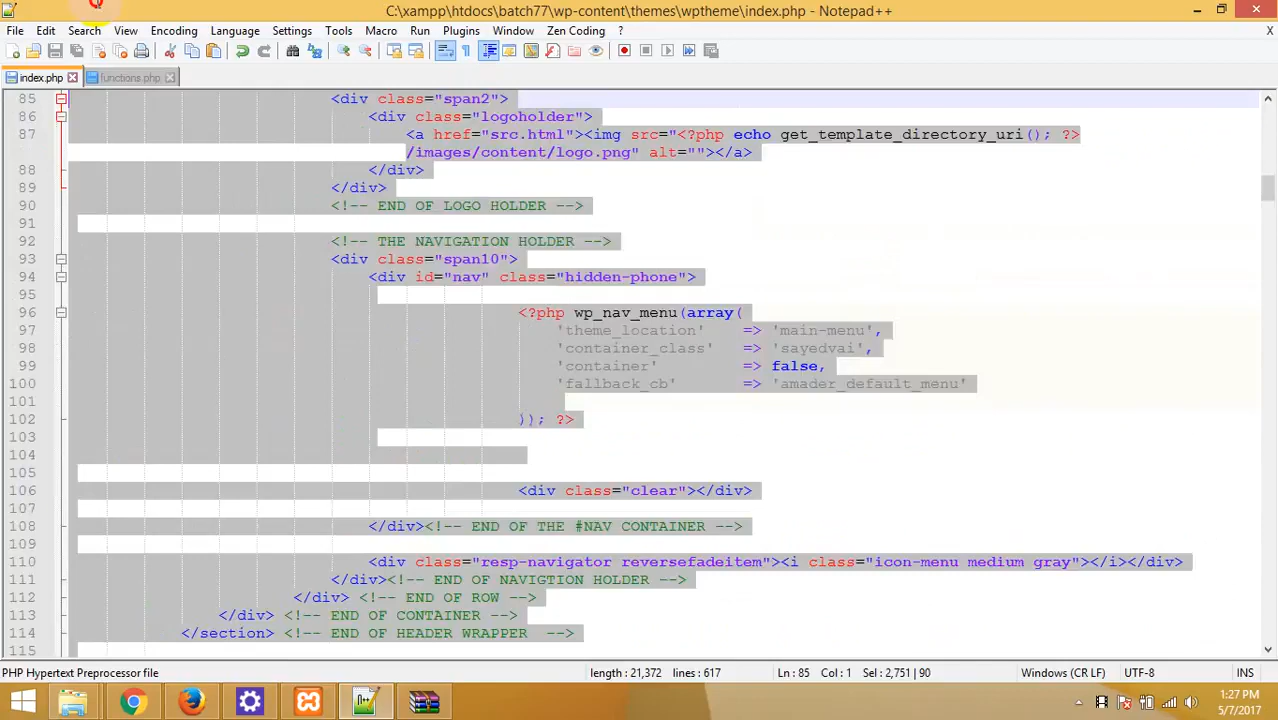 C:\xampp\htdocs\batch77\wp-content\themes\wptheme\index.php - Notepad++
File Edit Search View Encoding Language Settings Tools Macro Run Plugins Window Zen Coding ? X
index.php functions.php
85 <div class="span2">
86 <div class="logoholder">
87 <a href="src.html"><img src="<?php echo get_template_directory_uri(); ?>
/images/content/logo.png" alt=""></a>
88 </div>
89 </div>
90 <!-- END OF LOGO HOLDER -->
91
92 <!-- THE NAVIGATION HOLDER -->
93 <div class="span10">
94 <div id="nav" class="hidden-phone">
95
96 <?php wp_nav_menu(array(
97 'theme_location' => 'main-menu',
98 'container_class' => 'sayedvai',
99 'container' => false,
100 'fallback_cb' => 'amader_default_menu'
101
102 )); ?>
103
104
105
106 <div class="clear"></div>
107
108 </div><!-- END OF THE #NAV CONTAINER -->
109
110 <div class="resp-navigator reversefadeitem"><i class="icon-menu medium gray"></i></div>
111 </div><!-- END OF NAVIGTION HOLDER -->
112 </div> <!-- END OF ROW -->
113 </div> <!-- END OF CONTAINER -->
114 </section> <!-- END OF HEADER WRAPPER -->
115
PHP Hypertext Preprocessor file length : 21,372 lines : 617 Ln : 85 Col : 1 Sel : 2,751 | 90 Windows (CR LF) UTF-8 INS
1:27 PM
5/7/2017